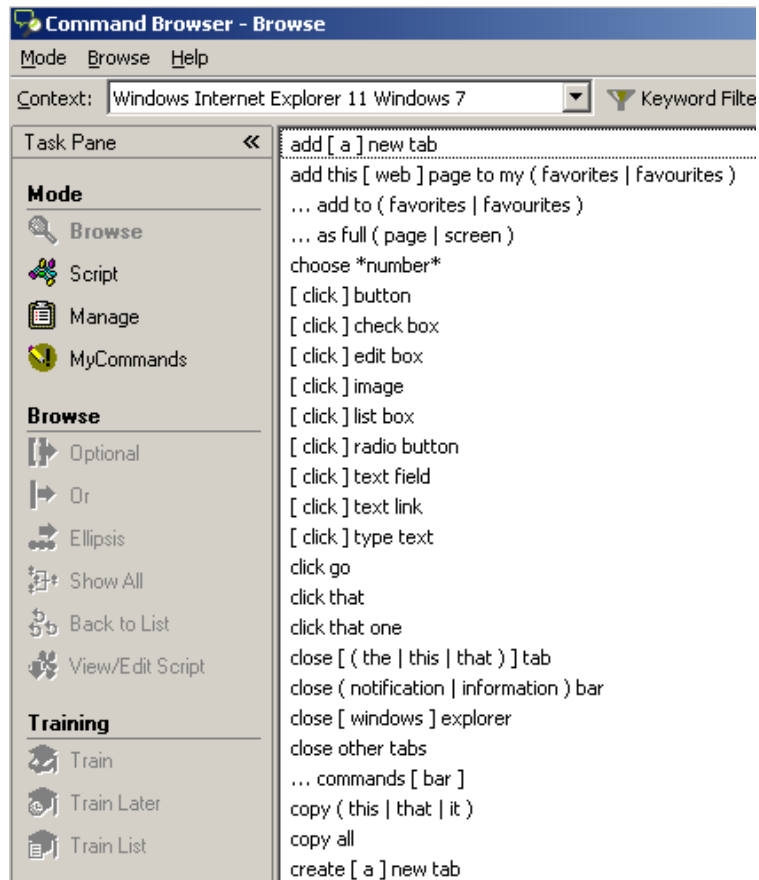 Command Browser - Browse
Mode Browse Help
Context: Windows Internet Explorer 11 Windows 7 Keyword Filte
Task Pane «
Mode
Browse
Script
Manage
MyCommands
Browse
Optional
Or
Ellipsis
Show All
Back to List
View/Edit Script
Training
Train
Train Later
Train List
add [ a ] new tab
add this [ web ] page to my ( favorites | favourites )
... add to ( favorites | favourites )
... as full ( page | screen )
choose *number*
[ click ] button
[ click ] check box
[ click ] edit box
[ click ] image
[ click ] list box
[ click ] radio button
[ click ] text field
[ click ] text link
[ click ] type text
click go
click that
click that one
close [ ( the | this | that ) ] tab
close ( notification | information ) bar
close [ windows ] explorer
close other tabs
... commands [ bar ]
copy ( this | that | it )
copy all
create [ a ] new tab